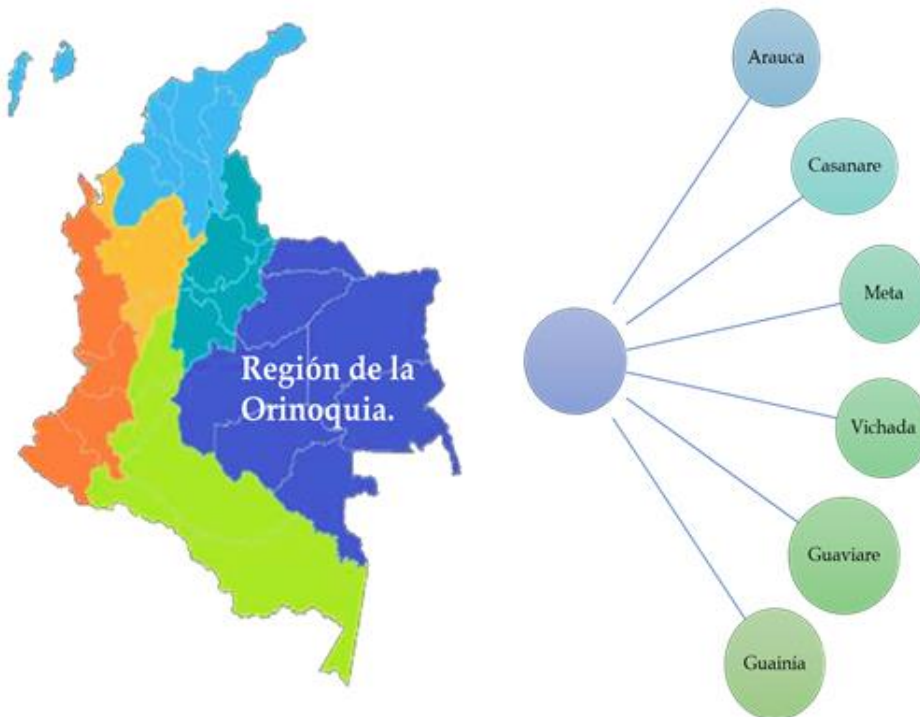 Región de la
Orinoquia.
Arauca
Casanare
Meta
Vichada
Guaviare
Guainía